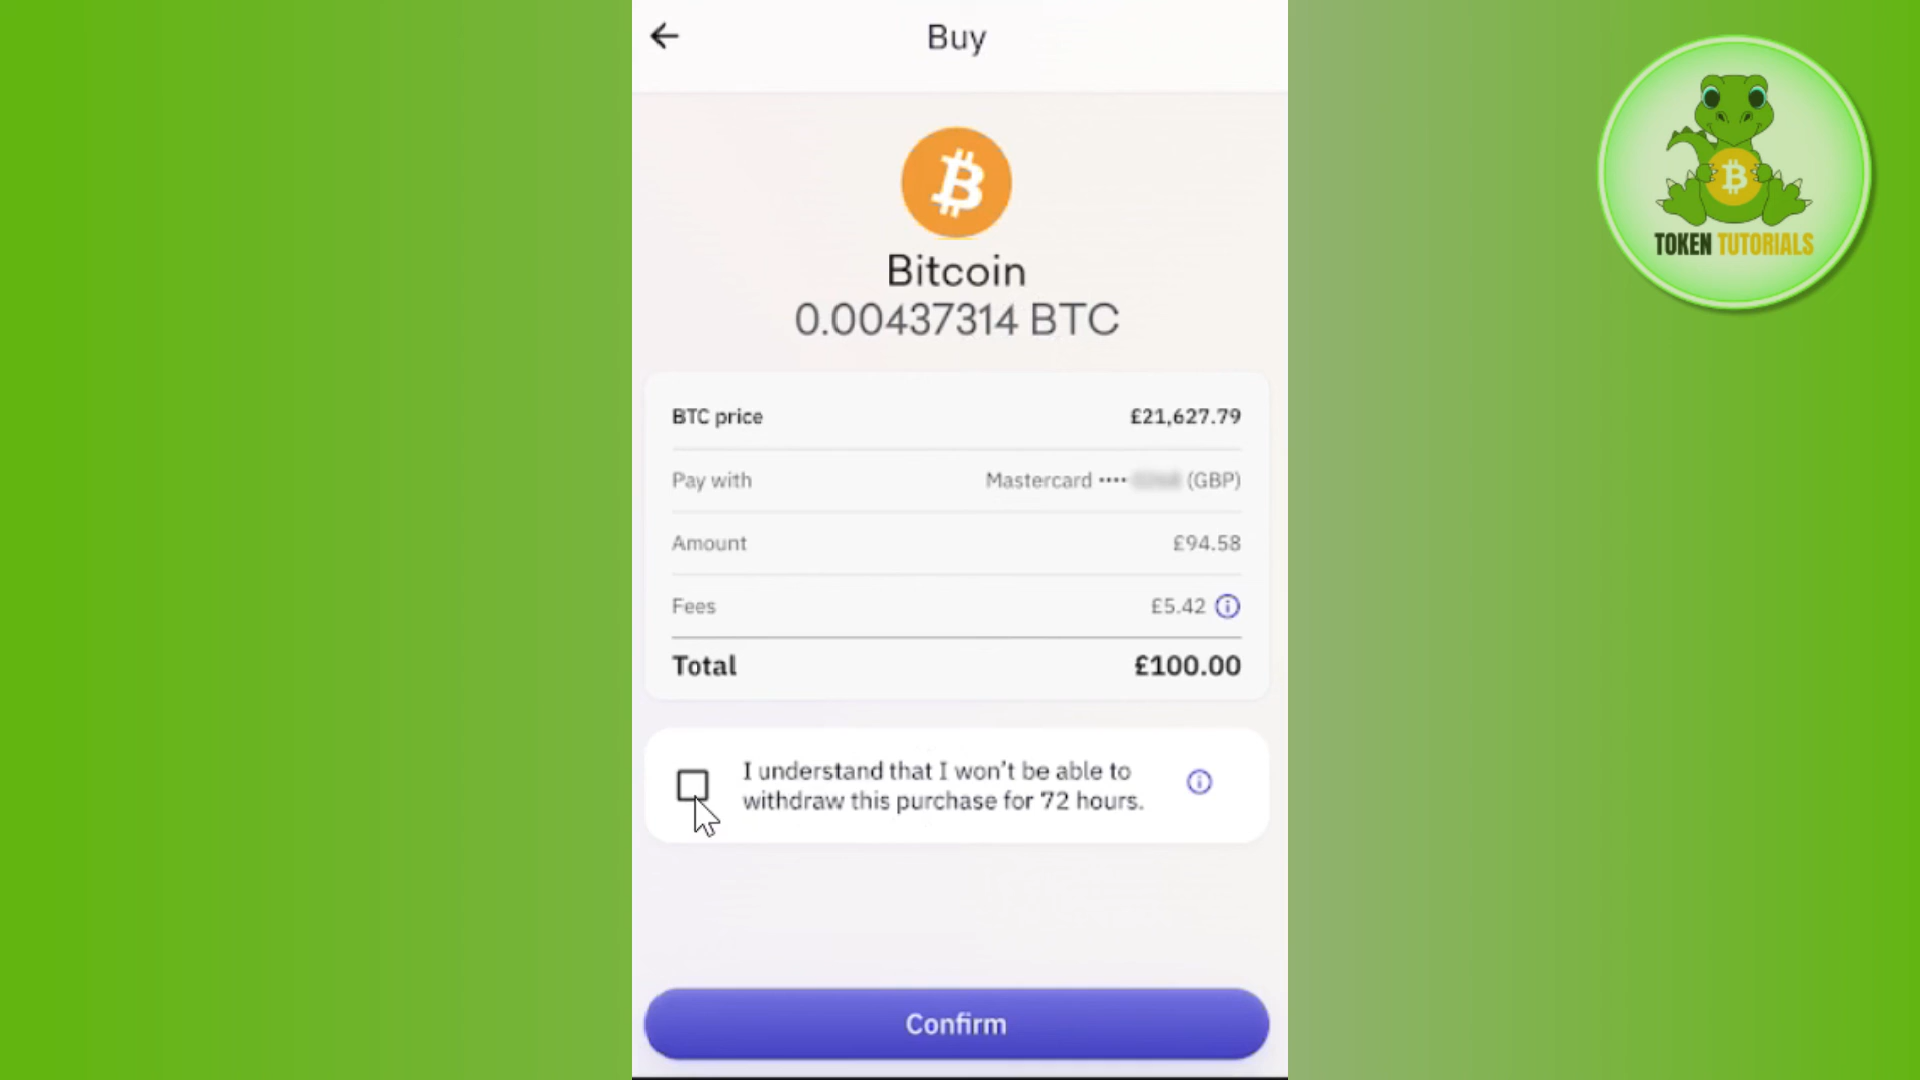 Buy
Bitcoin
0.00437314 BTC
BTC price £21,627.79
Pay with Mastercard •••• (GBP)
Amount £94.58
Fees £5.42
Total £100.00
I understand that I won't be able to
withdraw this purchase for 72 hours.
Confirm
TOKEN TUTORIALS